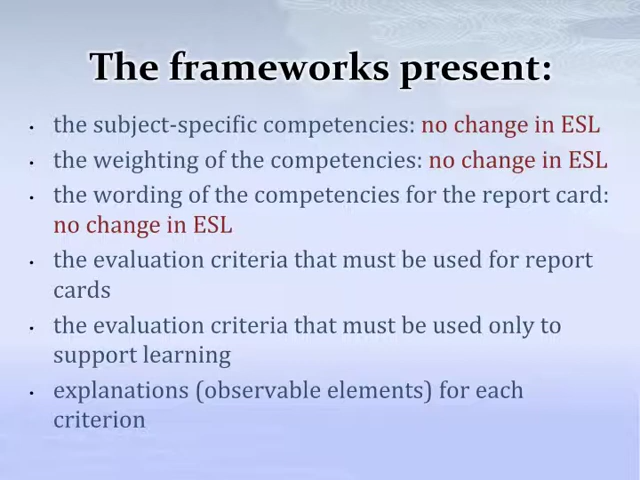 The frameworks present:
• the subject-specific competencies: no change in ESL
• the weighting of the competencies: no change in ESL
• the wording of the competencies for the report card:
no change in ESL
• the evaluation criteria that must be used for report
cards
• the evaluation criteria that must be used only to
support learning
• explanations (observable elements) for each
criterion